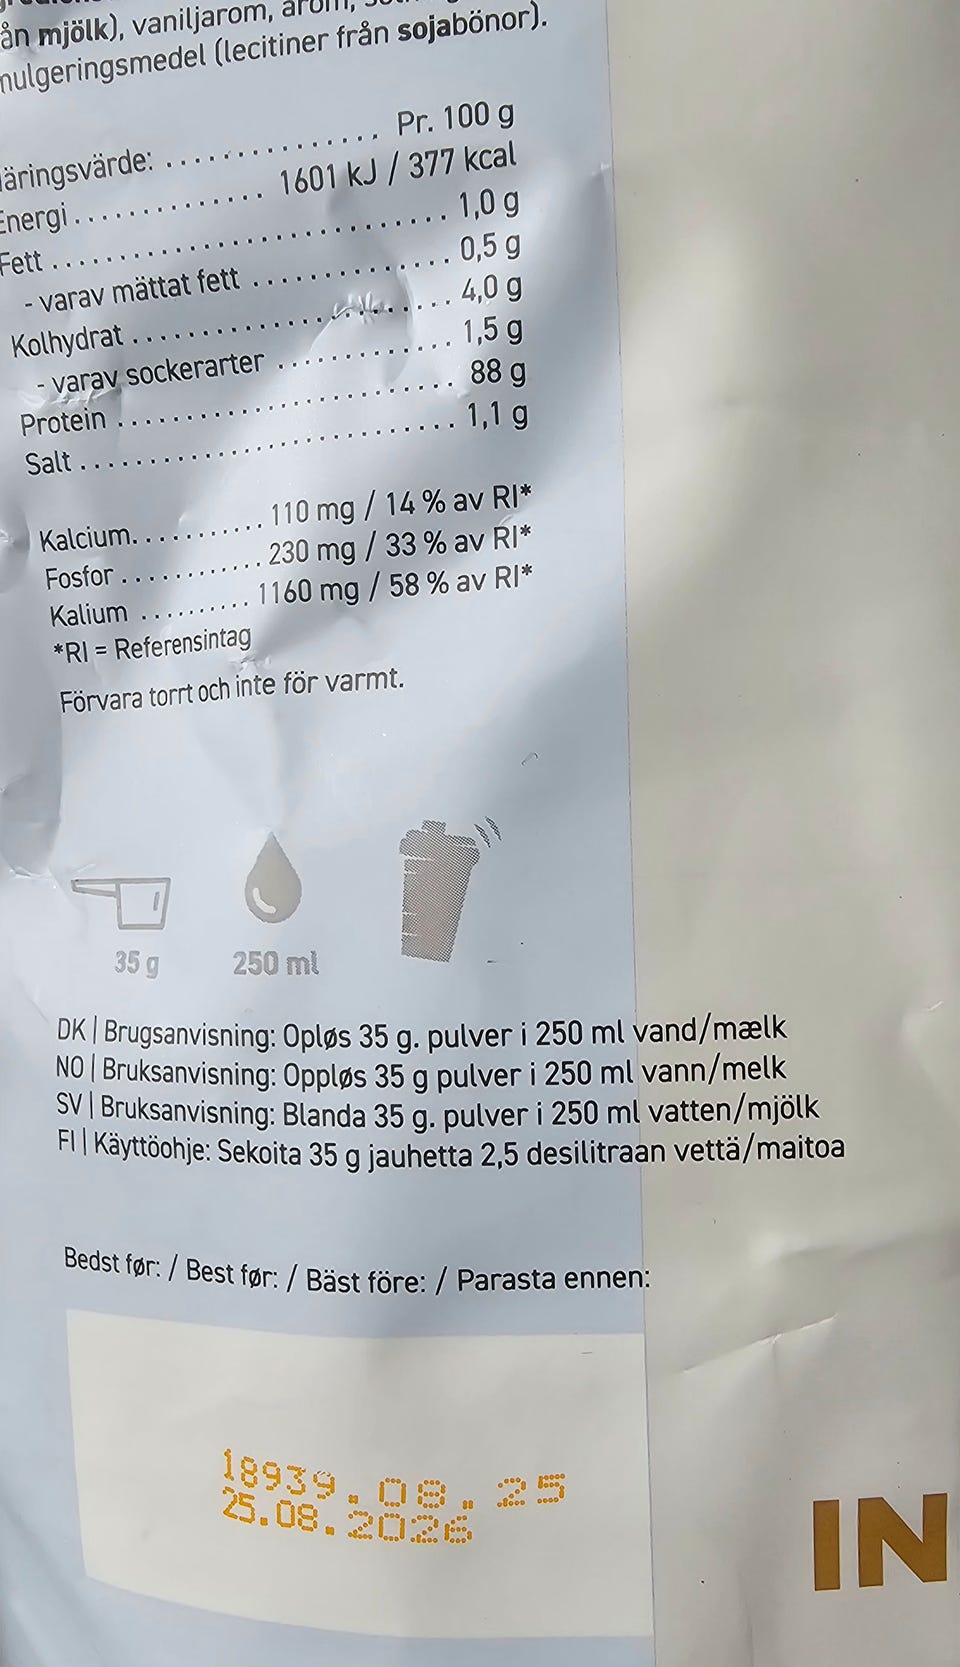 ån mjölk), vaniljarom, arom,
mulgeringsmedel (lecitiner från sojabönor).
Näringsvärde: ............... Pr. 100 g
Energi .............. 1601 kJ / 377 kcal
Fett ........................... 1,0 g
- varav mättat fett ............. 0,5 g
Kolhydrat ...................... 4,0 g
- varav sockerarter ............ 1,5 g
Protein ........................ 88 g
Salt ........................... 1,1 g
Kalcium........... 110 mg / 14 % av RI*
Fosfor ............ 230 mg / 33 % av RI*
Kalium .......... 1160 mg / 58 % av RI*
*RI = Referensintag
Förvara torrt och inte för varmt.
35 g 250 ml
DK | Brugsanvisning: Opløs 35 g. pulver i 250 ml vand/mælk
NO | Bruksanvisning: Oppløs 35 g pulver i 250 ml vann/melk
SV | Bruksanvisning: Blanda 35 g. pulver i 250 ml vatten/mjölk
FI | Käyttöohje: Sekoita 35 g jauhetta 2,5 desilitraan vettä/maitoa
Bedst før: / Best før: / Bäst före: / Parasta ennen:
18939.08.25
25.08.2026
IN